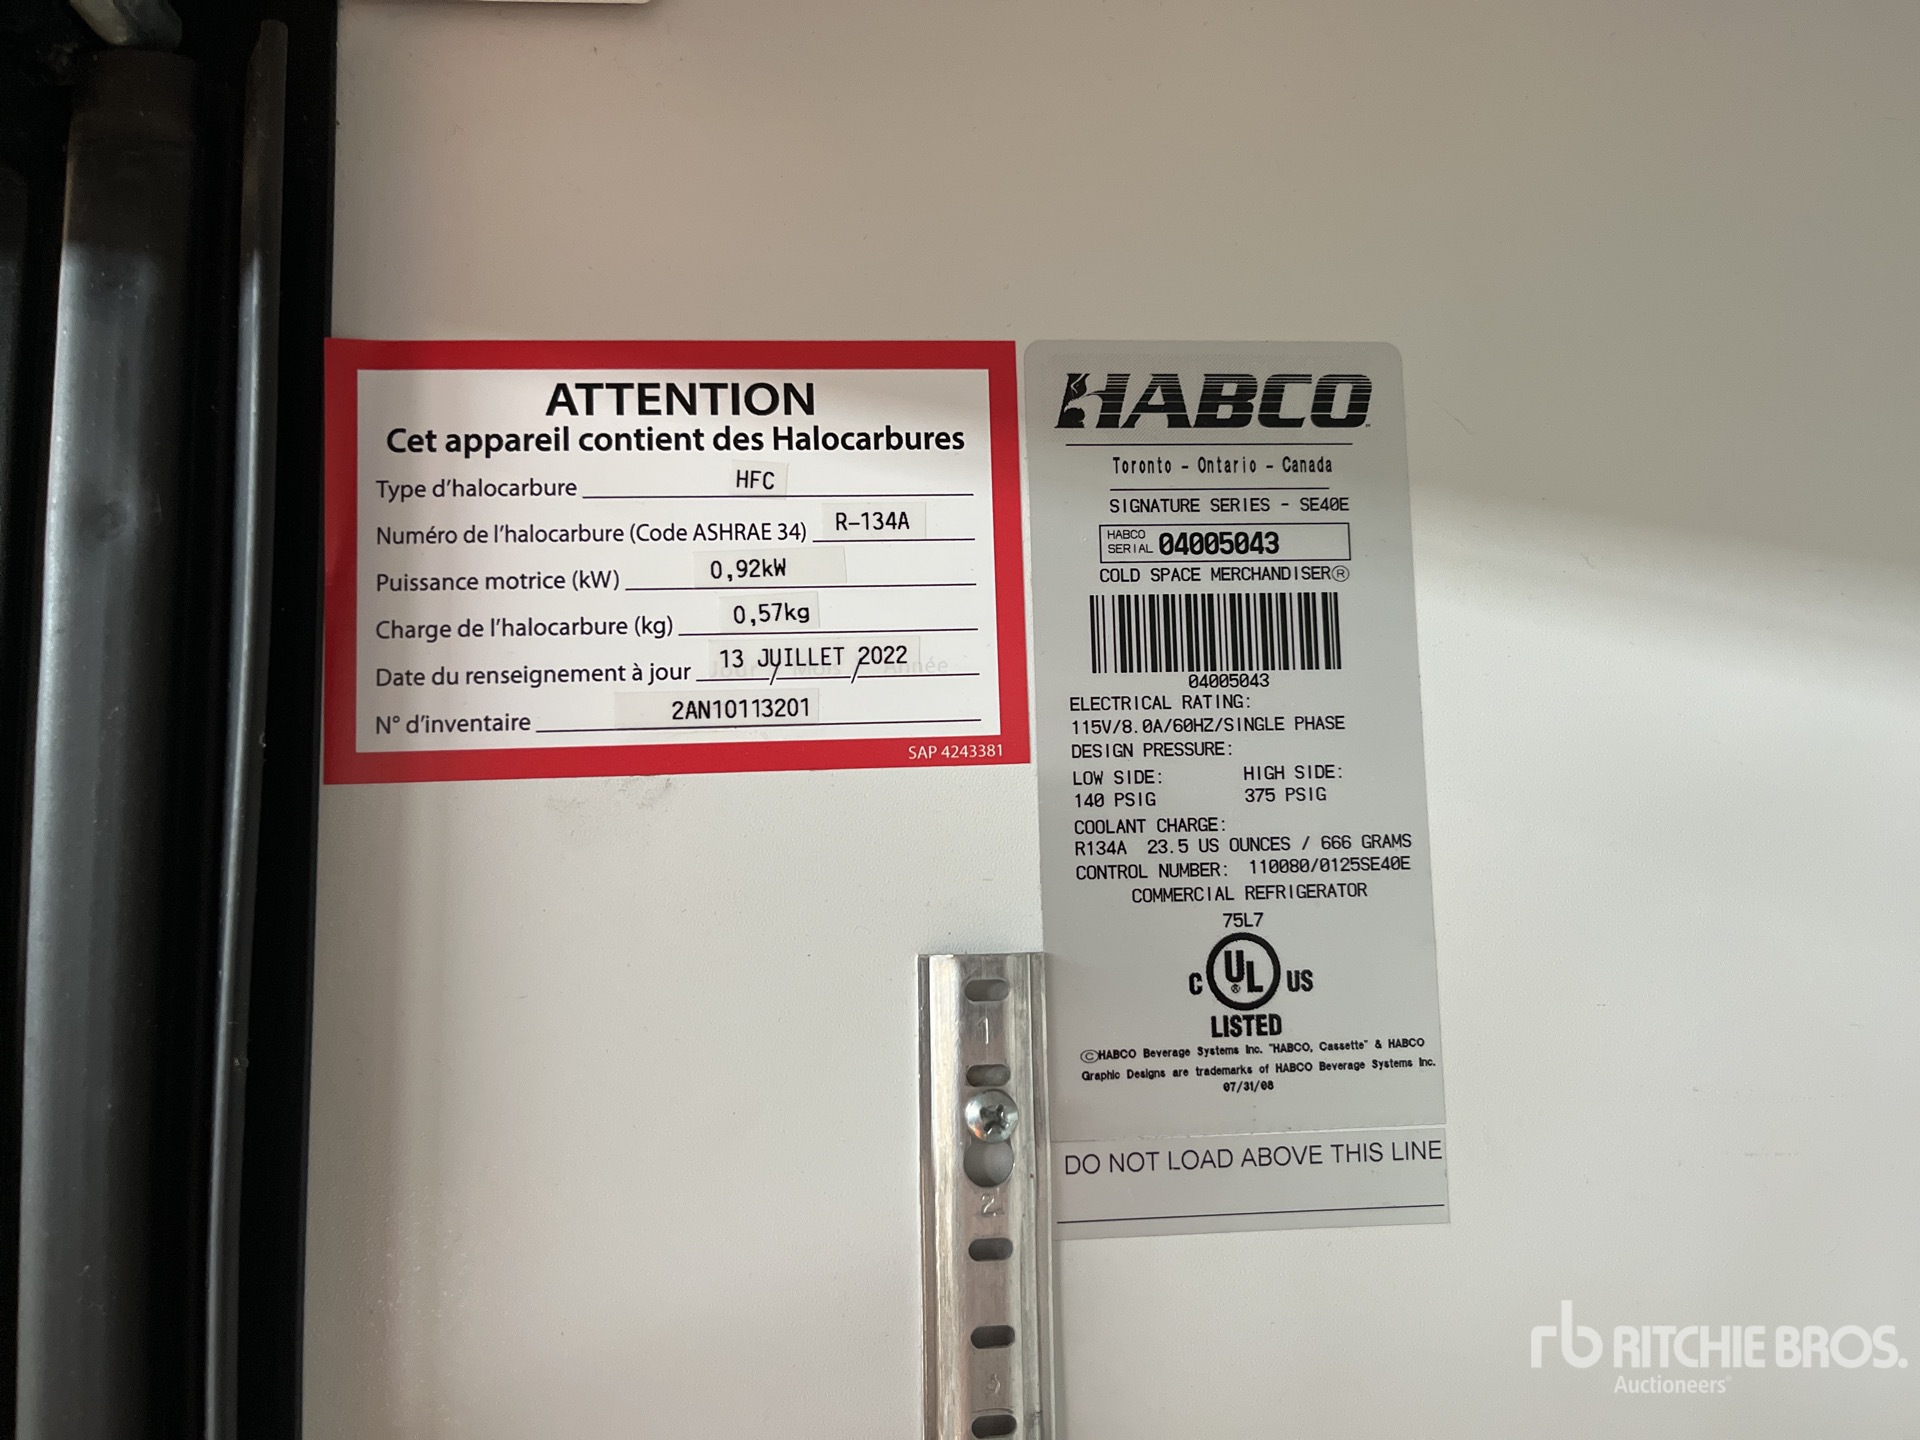 ATTENTION
Cet appareil contient des Halocarbures
Type d'halocarbure HFC
Numéro de l'halocarbure (Code ASHRAE 34) R-134A
Puissance motrice (kW) 0,92kW
Charge de l'halocarbure (kg) 0,57kg
Date du renseignement à jour 13 JUILLET 2022
N° d'inventaire 2AN10113201
SAP 4243381
HABCO
Toronto - Ontario - Canada
SIGNATURE SERIES - SE40E
HABCO SERIAL 04005043
COLD SPACE MERCHANDISER®
04005043
ELECTRICAL RATING:
115V/8.0A/60HZ/SINGLE PHASE
DESIGN PRESSURE:
LOW SIDE: HIGH SIDE:
140 PSIG 375 PSIG
COOLANT CHARGE:
R134A 23.5 US OUNCES / 666 GRAMS
CONTROL NUMBER: 110080/0125SE40E
COMMERCIAL REFRIGERATOR
75L7
C UL ® US
LISTED
©HABCO Beverage Systems Inc. "HABCO, Cassette" & HABCO
Graphic Designs are trademarks of HABCO Beverage Systems Inc.
07/31/08
DO NOT LOAD ABOVE THIS LINE
1
2
3
rb RITCHIE BROS.
Auctioneers